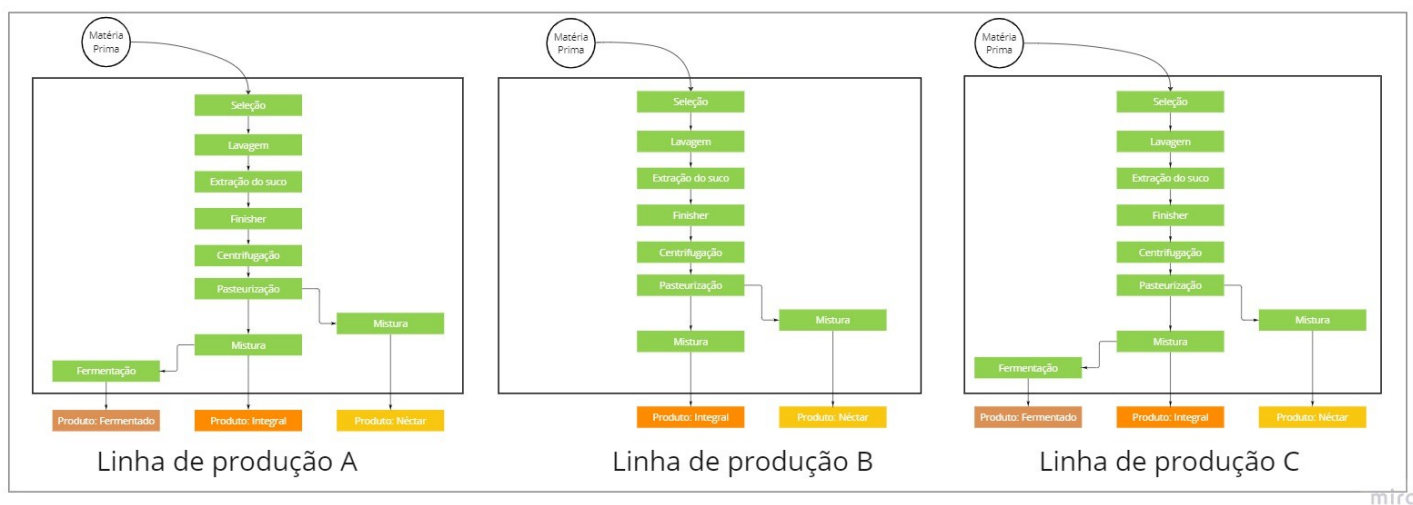 Matéria
Prima
Seleção
Lavagem
Extração do suco
Finisher
Centrifugação
Pasteurização
Mistura
Mistura
Fermentação
Produto: Fermentado
Produto: Integral
Produto: Néctar
Linha de produção A
Matéria
Prima
Seleção
Lavagem
Extração do suco
Finisher
Centrifugação
Pasteurização
Mistura
Mistura
Produto: Integral
Produto: Néctar
Linha de produção B
Matéria
Prima
Seleção
Lavagem
Extração do suco
Finisher
Centrifugação
Pasteurização
Mistura
Mistura
Fermentação
Produto: Fermentado
Produto: Integral
Produto: Néctar
Linha de produção C
miro